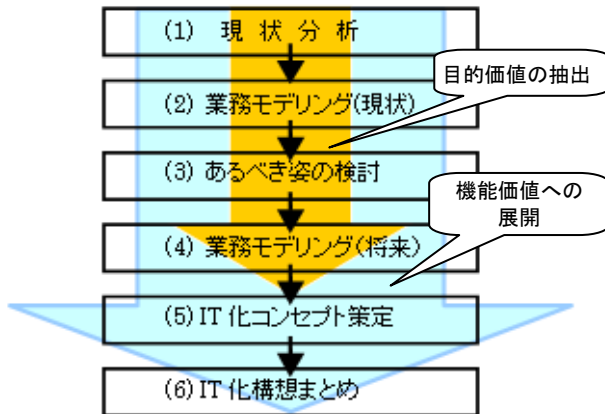 (1) 現 状 分 析
目的価値の抽出
(2) 業務モデリング(現状)
(3) あるべき姿の検討
機能価値への
展開
(4) 業務モデリング(将来)
(5) IT 化コンセプト策定
(6) IT 化構想まとめ